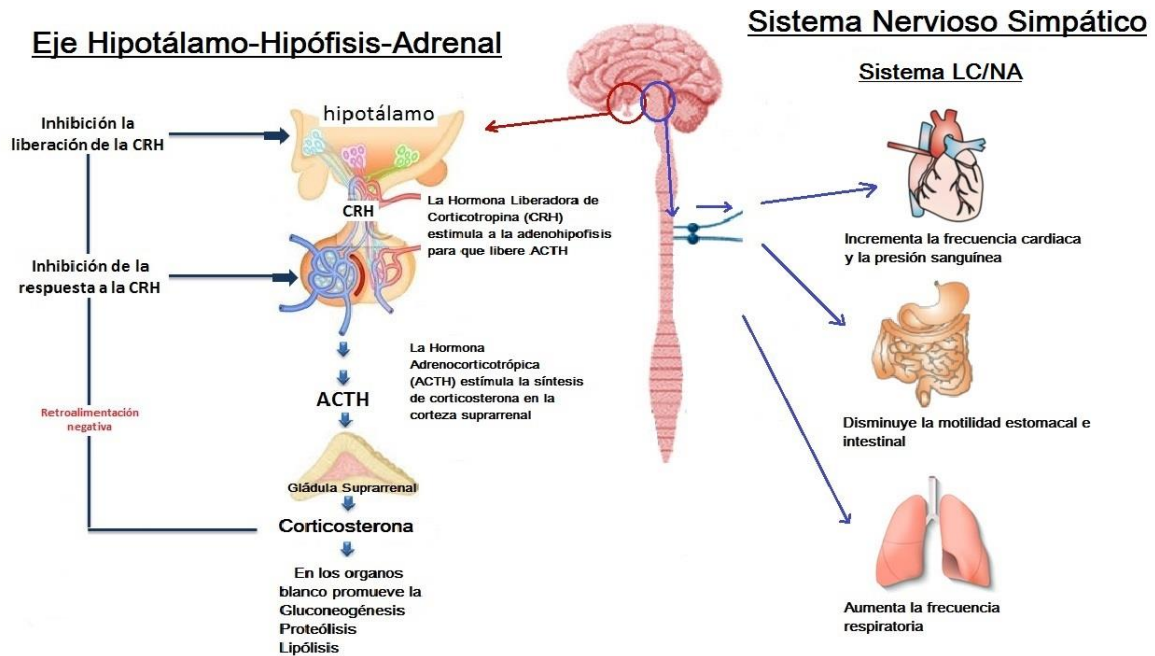 Eje Hipotálamo-Hipófisis-Adrenal
Inhibición la
liberación de la CRH
hipotálamo
CRH
La Hormona Liberadora de
Corticotropina (CRH)
estimula a la adenohipofisis
para que libere ACTH
Inhibición de la
respuesta a la CRH
La Hormona
Adrenocorticotrópica
(ACTH) estímula la síntesis
de corticosterona en la
corteza suprarrenal
ACTH
Retroalimentación
negativa
Gládula Suprarrenal
Corticosterona
En los organos
blanco promueve la
Gluconeogénesis
Proteólisis
Lipólisis
Sistema Nervioso Simpático
Sistema LC/NA
Incrementa la frecuencia cardiaca
y la presión sanguínea
Disminuye la motilidad estomacal e
intestinal
Aumenta la frecuencia
respiratoria